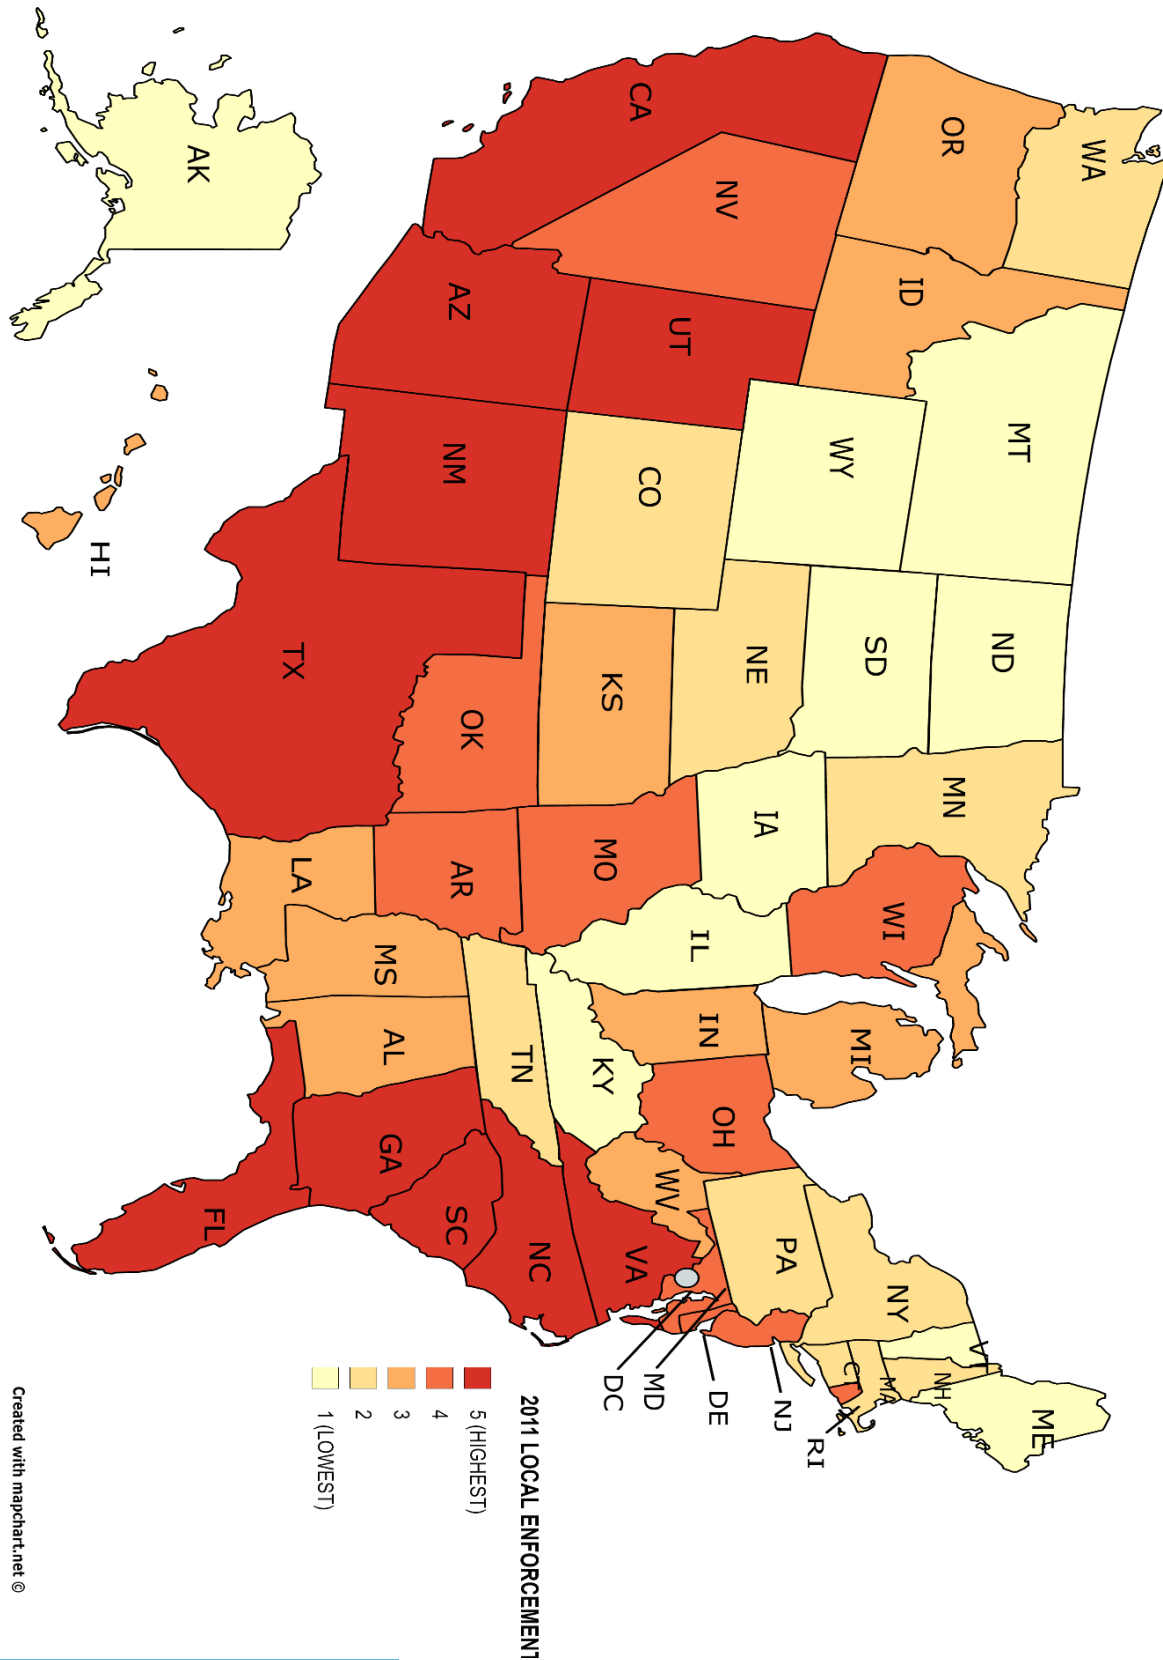 WA
OR
CA
NV
ID
MT
WY
UT
AZ
CO
NM
ND
SD
NE
KS
OK
TX
MN
IA
MO
AR
LA
WI
IL
MI
IN
OH
KY
TN
MS
AL
GA
FL
SC
NC
VA
WV
PA
NY
VT
NH
ME
MA
CT
RI
NJ
DE
MD
DC
AK
HI
2011 LOCAL ENFORCEMENT
5 (HIGHEST)
4
3
2
1 (LOWEST)
Created with mapchart.net ©